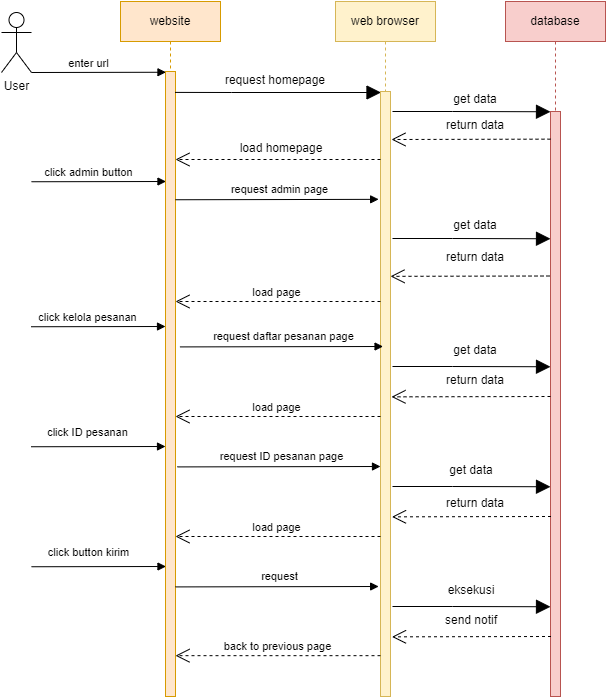 website
web browser
database
User
enter url
request homepage
get data
return data
load homepage
click admin button
request admin page
get data
return data
load page
click kelola pesanan
request daftar pesanan page
get data
return data
load page
click ID pesanan
request ID pesanan page
get data
return data
load page
click button kirim
request
eksekusi
send notif
back to previous page